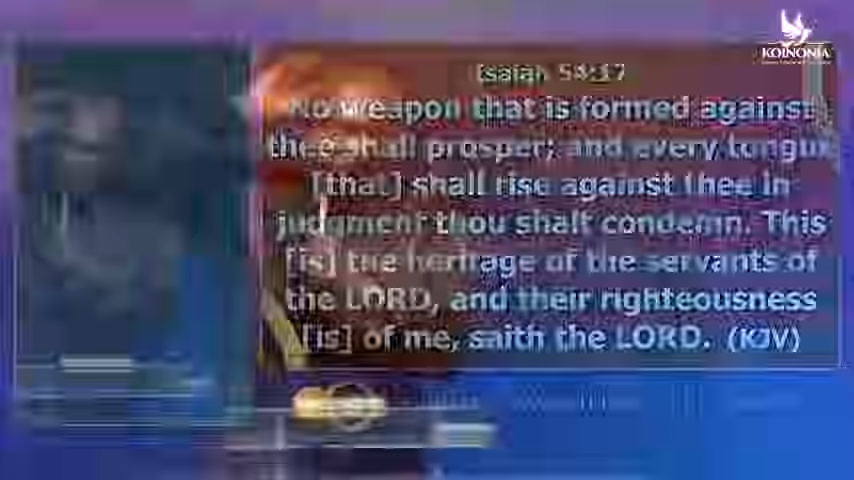 KOINONIA
Isaiah 54:17
No weapon that is formed against
thee shall prosper; and every tongue
[that] shall rise against thee in
judgment thou shalt condemn. This
[is] the heritage of the servants of
the LORD, and their righteousness
[is] of me, saith the LORD. (KJV)